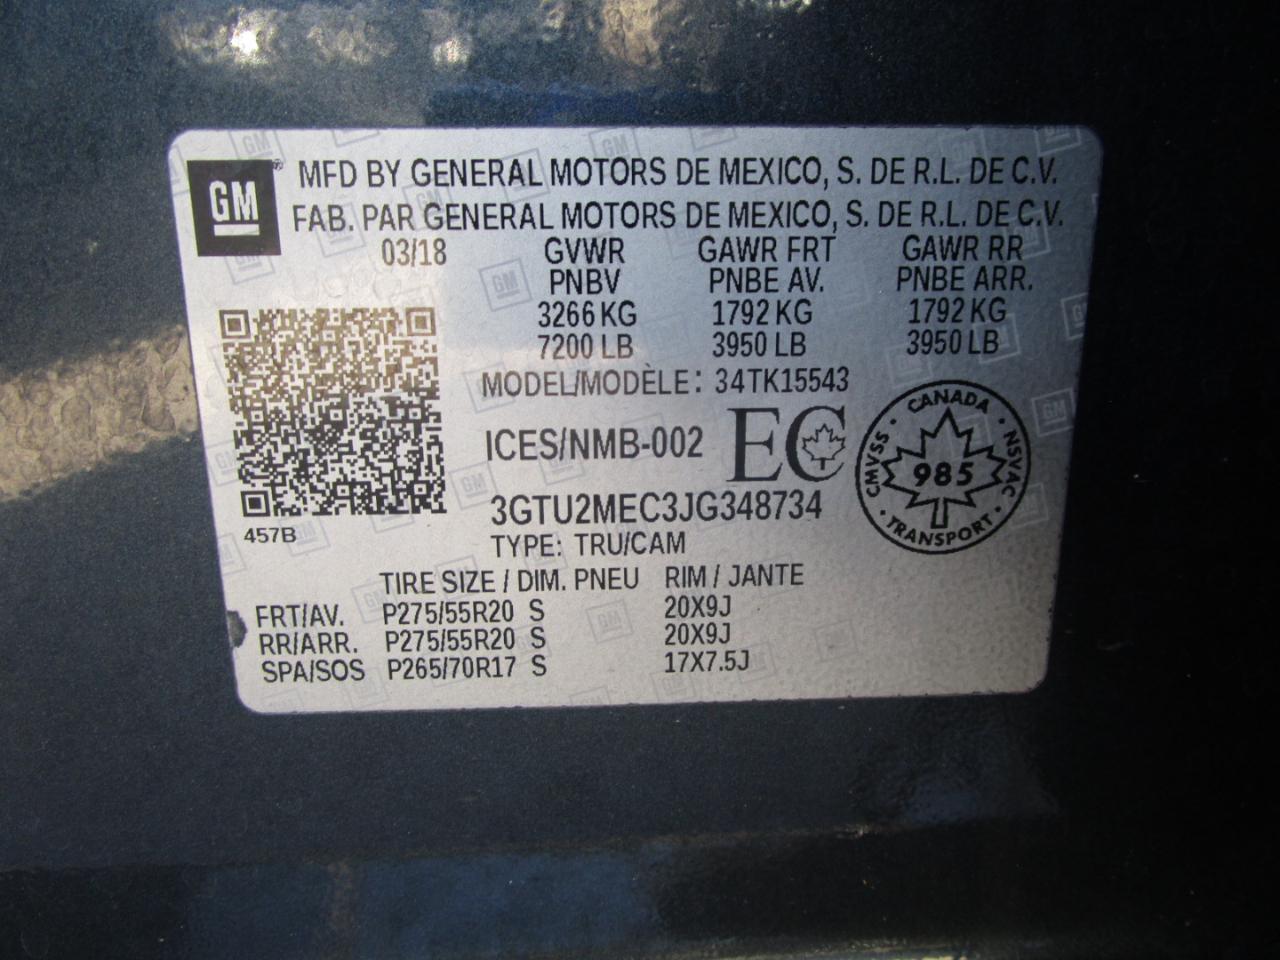 GM
MFD BY GENERAL MOTORS DE MEXICO, S. DE R.L. DE C.V.
FAB. PAR GENERAL MOTORS DE MEXICO, S. DE R.L. DE C.V.
03/18 GVWR GAWR FRT GAWR RR
PNBV PNBE AV. PNBE ARR.
3266 KG 1792 KG 1792 KG
7200 LB 3950 LB 3950 LB
MODEL/MODÈLE: 34TK15543
ICES/NMB-002 EC
CANADA
CMVSS · 985 · NSVAC
TRANSPORT
3GTU2MEC3JG348734
457B
TYPE: TRU/CAM
TIRE SIZE / DIM. PNEU RIM / JANTE
FRT/AV. P275/55R20 S 20X9J
RR/ARR. P275/55R20 S 20X9J
SPA/SOS P265/70R17 S 17X7.5J